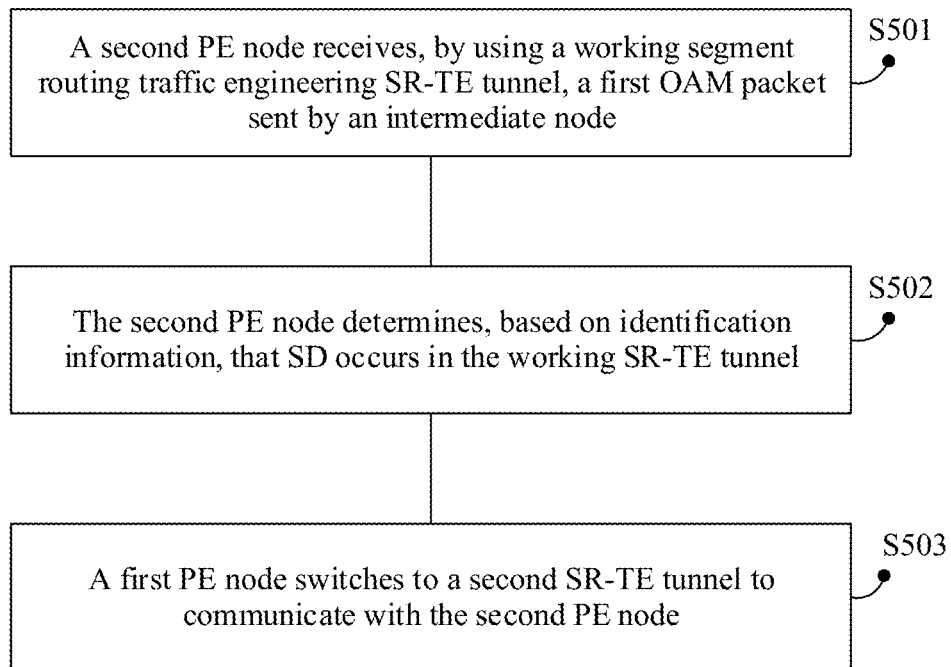 A second PE node receives, by using a working segment
routing traffic engineering SR-TE tunnel, a first OAM packet
sent by an intermediate node
S501
The second PE node determines, based on identification
information, that SD occurs in the working SR-TE tunnel
S502
A first PE node switches to a second SR-TE tunnel to
communicate with the second PE node
S503